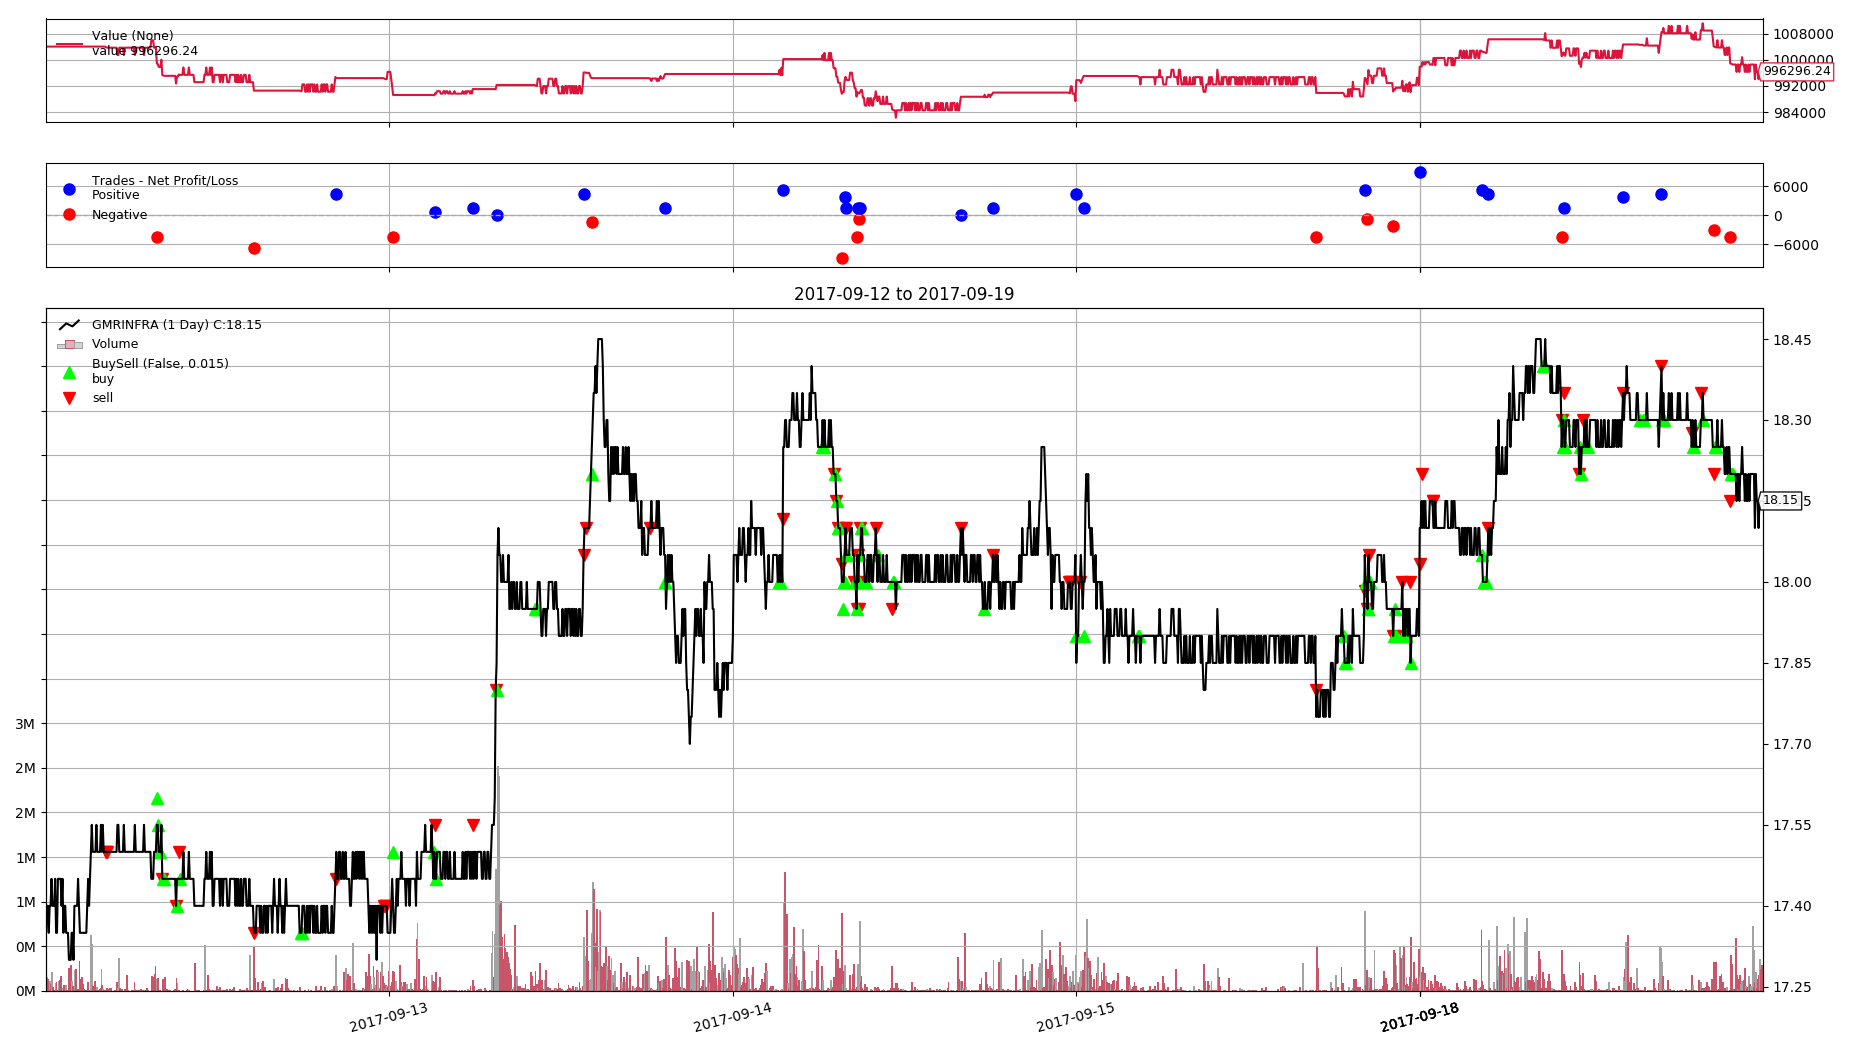 Value (None)
value 996296.24
1008000
1000000
996296.24
992000
984000
Trades - Net Profit/Loss
Positive
Negative
6000
0
−6000
2017-09-12 to 2017-09-19
GMRINFRA (1 Day) C:18.15
Volume
BuySell (False, 0.015)
buy
sell
18.45
18.30
18.15
18.00
17.85
17.70
17.55
17.40
17.25
3M
2M
2M
1M
1M
0M
0M
2017-09-13
2017-09-14
2017-09-15
2017-09-18